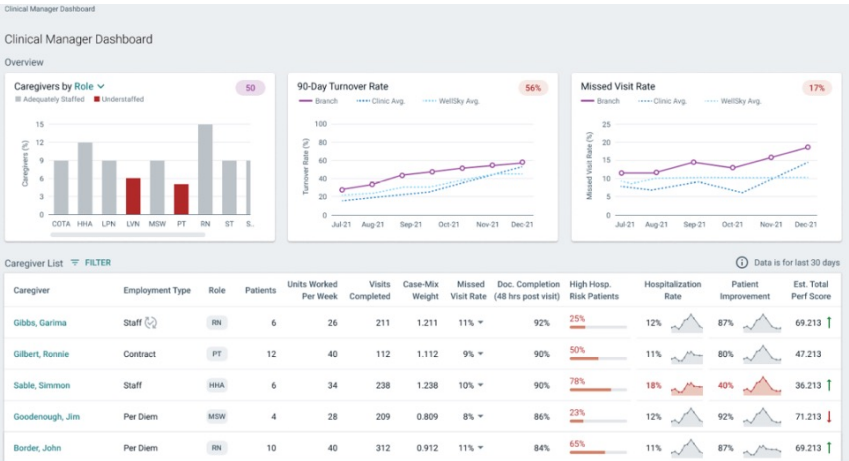 Clinical Manager Dashboard
Clinical Manager Dashboard
Overview
Caregivers by Role 50
Adequately Staffed Understaffed
Caregivers (%)
15
12
9
6
3
0
COTA HHA LPN LVN MSW PT RN ST S..
90-Day Turnover Rate 56%
Branch Clinic Avg. WellSky Avg.
Turnover Rate (%)
100
80
60
40
20
0
Jul-21 Aug-21 Sep-21 Oct-21 Nov-21 Dec-21
Missed Visit Rate 17%
Branch Clinic Avg. WellSky Avg.
Missed Visit Rate (%)
25
20
15
10
5
0
Jul-21 Aug-21 Sep-21 Oct-21 Nov-21 Dec-21
Caregiver List FILTER Data is for last 30 days
Caregiver Employment Type Role Patients Units Worked Per Week Visits Completed Case-Mix Weight Missed Visit Rate Doc. Completion (48 hrs post visit) High Hosp. Risk Patients Hospitalization Rate Patient Improvement Est. Total Perf Score
Gibbs, Garima Staff RN 6 26 211 1.211 11% 92% 25% 12% 87% 69.213
Gilbert, Ronnie Contract PT 12 40 112 1.112 9% 90% 50% 11% 80% 47.213
Sable, Simmon Staff HHA 6 34 238 1.238 10% 90% 78% 18% 40% 36.213
Goodenough, Jim Per Diem MSW 4 28 209 0.809 8% 86% 23% 12% 92% 71.213
Border, John Per Diem RN 10 40 312 0.912 11% 84% 65% 11% 87% 69.213